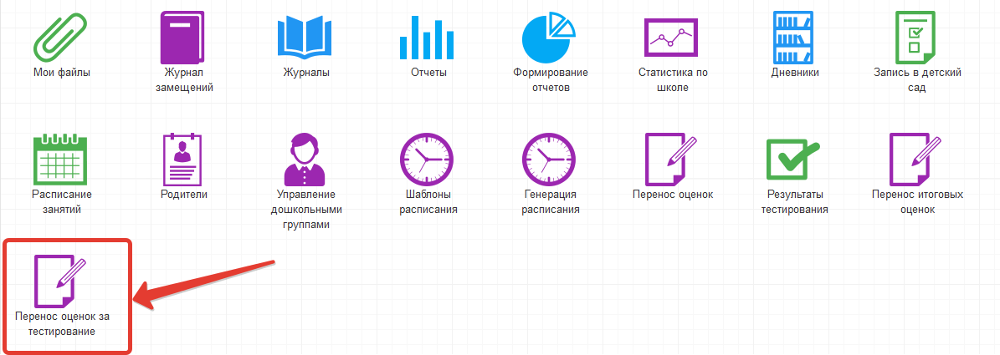 Мои файлы
Журнал
замещений
Журналы
Отчеты
Формирование
отчетов
Статистика по
школе
Дневники
Запись в детский
сад
Расписание
занятий
Родители
Управление
дошкольными
группами
Шаблоны
расписания
Генерация
расписания
Перенос оценок
Результаты
тестирования
Перенос итоговых
оценок
Перенос оценок за
тестирование